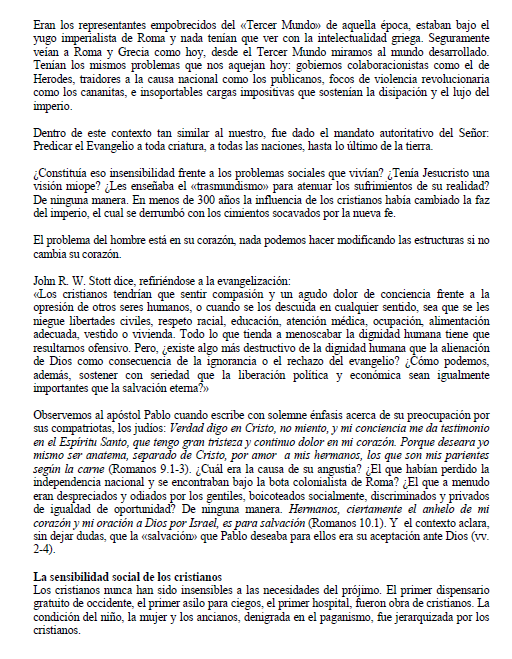 Eran los representantes empobrecidos del «Tercer Mundo» de aquella época, estaban bajo el
yugo imperialista de Roma y nada tenían que ver con la intelectualidad griega. Seguramente
veían a Roma y Grecia como hoy, desde el Tercer Mundo miramos al mundo desarrollado.
Tenían los mismos problemas que nos aquejan hoy: gobiernos colaboracionistas como el de
Herodes, traidores a la causa nacional como los publicanos, focos de violencia revolucionaria
como los cananitas, e insoportables cargas impositivas que sostenían la disipación y el lujo del
imperio.
Dentro de este contexto tan similar al nuestro, fue dado el mandato autoritativo del Señor:
Predicar el Evangelio a toda criatura, a todas las naciones, hasta lo último de la tierra.
¿Constituía eso insensibilidad frente a los problemas sociales que vivían? ¿Tenía Jesucristo una
visión miope? ¿Les enseñaba el «trasmundismo» para atenuar los sufrimientos de su realidad?
De ninguna manera. En menos de 300 años la influencia de los cristianos había cambiado la faz
del imperio, el cual se derrumbó con los cimientos socavados por la nueva fe.
El problema del hombre está en su corazón, nada podemos hacer modificando las estructuras si no
cambia su corazón.
John R. W. Stott dice, refiriéndose a la evangelización:
«Los cristianos tendrían que sentir compasión y un agudo dolor de conciencia frente a la
opresión de otros seres humanos, o cuando se los descuida en cualquier sentido, sea que se les
niegue libertades civiles, respeto racial, educación, atención médica, ocupación, alimentación
adecuada, vestido o vivienda. Todo lo que tienda a menoscabar la dignidad humana tiene que
resultarnos ofensivo. Pero, ¿existe algo más destructivo de la dignidad humana que la alienación
de Dios como consecuencia de la ignorancia o el rechazo del evangelio? ¿Cómo podemos,
además, sostener con seriedad que la liberación política y económica sean igualmente
importantes que la salvación eterna?»
Observemos al apóstol Pablo cuando escribe con solemne énfasis acerca de su preocupación por
sus compatriotas, los judíos: Verdad digo en Cristo, no miento, y mi conciencia me da testimonio
en el Espíritu Santo, que tengo gran tristeza y continuo dolor en mi corazón. Porque deseara yo
mismo ser anatema, separado de Cristo, por amor a mis hermanos, los que son mis parientes
según la carne (Romanos 9.1-3). ¿Cuál era la causa de su angustia? ¿El que habían perdido la
independencia nacional y se encontraban bajo la bota colonialista de Roma? ¿El que a menudo
eran despreciados y odiados por los gentiles, boicoteados socialmente, discriminados y privados
de igualdad de oportunidad? De ninguna manera. Hermanos, ciertamente el anhelo de mi
corazón y mi oración a Dios por Israel, es para salvación (Romanos 10.1). Y el contexto aclara,
sin dejar dudas, que la «salvación» que Pablo deseaba para ellos era su aceptación ante Dios (vv.
2-4).
La sensibilidad social de los cristianos
Los cristianos nunca han sido insensibles a las necesidades del prójimo. El primer dispensario
gratuito de occidente, el primer asilo para ciegos, el primer hospital, fueron obra de cristianos. La
condición del niño, la mujer y los ancianos, denigrada en el paganismo, fue jerarquizada por los
cristianos.